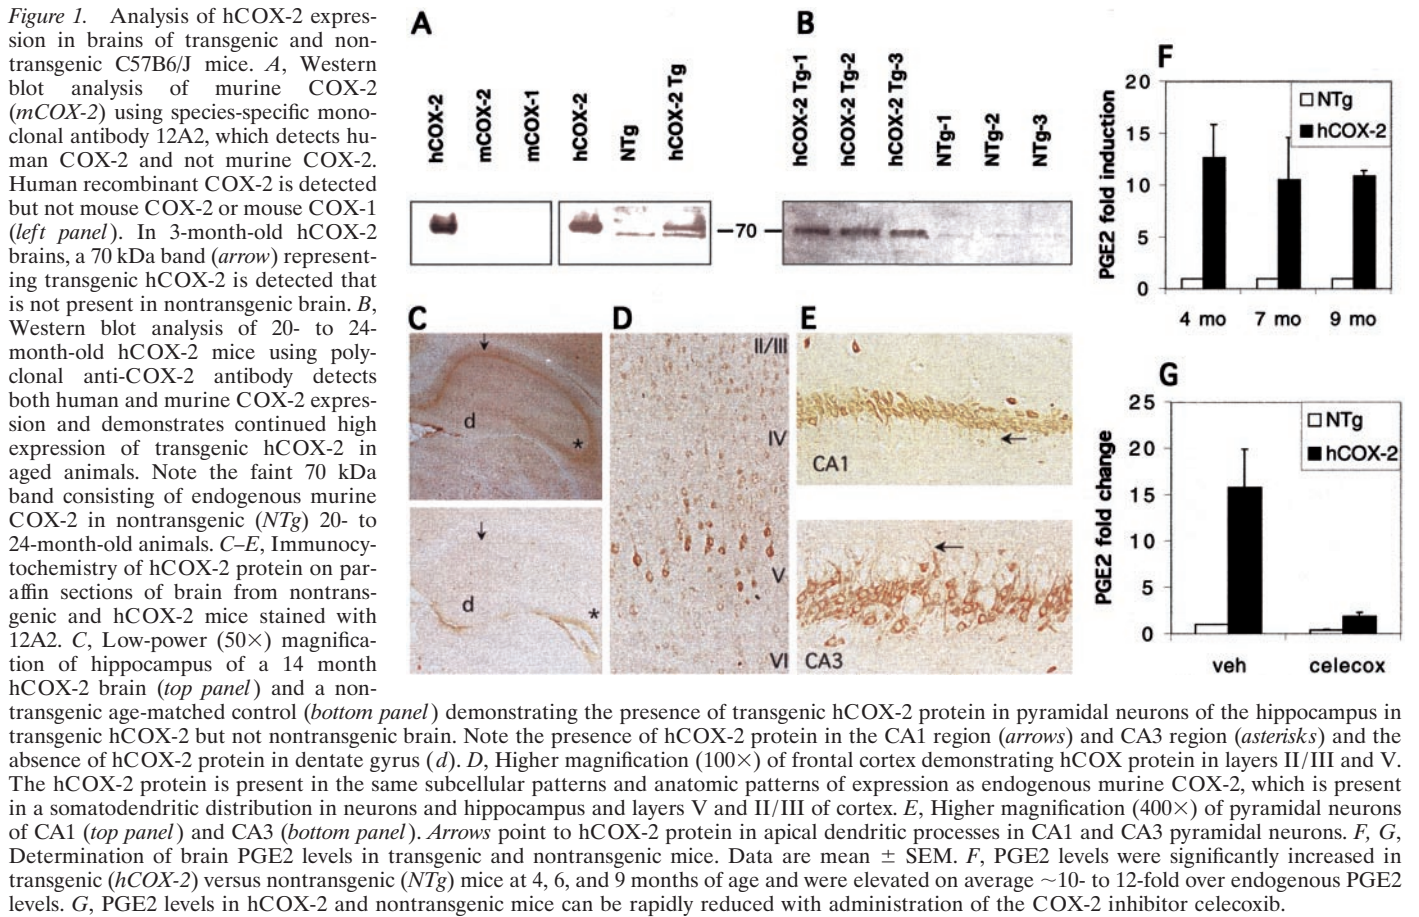 Figure 1. Analysis of hCOX-2 expres-
sion in brains of transgenic and non-
transgenic C57B6/J mice. A, Western
blot analysis of murine COX-2
(mCOX-2) using species-specific mono-
clonal antibody 12A2, which detects hu-
man COX-2 and not murine COX-2.
Human recombinant COX-2 is detected
but not mouse COX-2 or mouse COX-1
(left panel). In 3-month-old hCOX-2
brains, a 70 kDa band (arrow) represent-
ing transgenic hCOX-2 is detected that
is not present in nontransgenic brain. B,
Western blot analysis of 20- to 24-
month-old hCOX-2 mice using poly-
clonal anti-COX-2 antibody detects
both human and murine COX-2 expres-
sion and demonstrates continued high
expression of transgenic hCOX-2 in
aged animals. Note the faint 70 kDa
band consisting of endogenous murine
COX-2 in nontransgenic (NTg) 20- to
24-month-old animals. C–E, Immunocy-
tochemistry of hCOX-2 protein on par-
affin sections of brain from nontrans-
genic and hCOX-2 mice stained with
12A2. C, Low-power (50×) magnifica-
tion of hippocampus of a 14 month
hCOX-2 brain (top panel) and a non-
transgenic age-matched control (bottom panel) demonstrating the presence of transgenic hCOX-2 protein in pyramidal neurons of the hippocampus in
transgenic hCOX-2 but not nontransgenic brain. Note the presence of hCOX-2 protein in the CA1 region (arrows) and CA3 region (asterisks) and the
absence of hCOX-2 protein in dentate gyrus (d). D, Higher magnification (100×) of frontal cortex demonstrating hCOX protein in layers II/III and V.
The hCOX-2 protein is present in the same subcellular patterns and anatomic patterns of expression as endogenous murine COX-2, which is present
in a somatodendritic distribution in neurons and hippocampus and layers V and II/III of cortex. E, Higher magnification (400×) of pyramidal neurons
of CA1 (top panel) and CA3 (bottom panel). Arrows point to hCOX-2 protein in apical dendritic processes in CA1 and CA3 pyramidal neurons. F, G,
Determination of brain PGE2 levels in transgenic and nontransgenic mice. Data are mean ± SEM. F, PGE2 levels were significantly increased in
transgenic (hCOX-2) versus nontransgenic (NTg) mice at 4, 6, and 9 months of age and were elevated on average ~10- to 12-fold over endogenous PGE2
levels. G, PGE2 levels in hCOX-2 and nontransgenic mice can be rapidly reduced with administration of the COX-2 inhibitor celecoxib.
A
hCOX-2
mCOX-2
mCOX-1
hCOX-2
NTg
hCOX-2 Tg
70
B
hCOX-2 Tg-1
hCOX-2 Tg-2
hCOX-2 Tg-3
NTg-1
NTg-2
NTg-3
C
d
*
d
*
D
II/III
IV
V
VI
E
CA1
CA3
F
PGE2 fold induction
20
15
10
5
0
NTg
hCOX-2
4 mo
7 mo
9 mo
G
PGE2 fold change
25
20
15
10
5
0
NTg
hCOX-2
veh
celecox